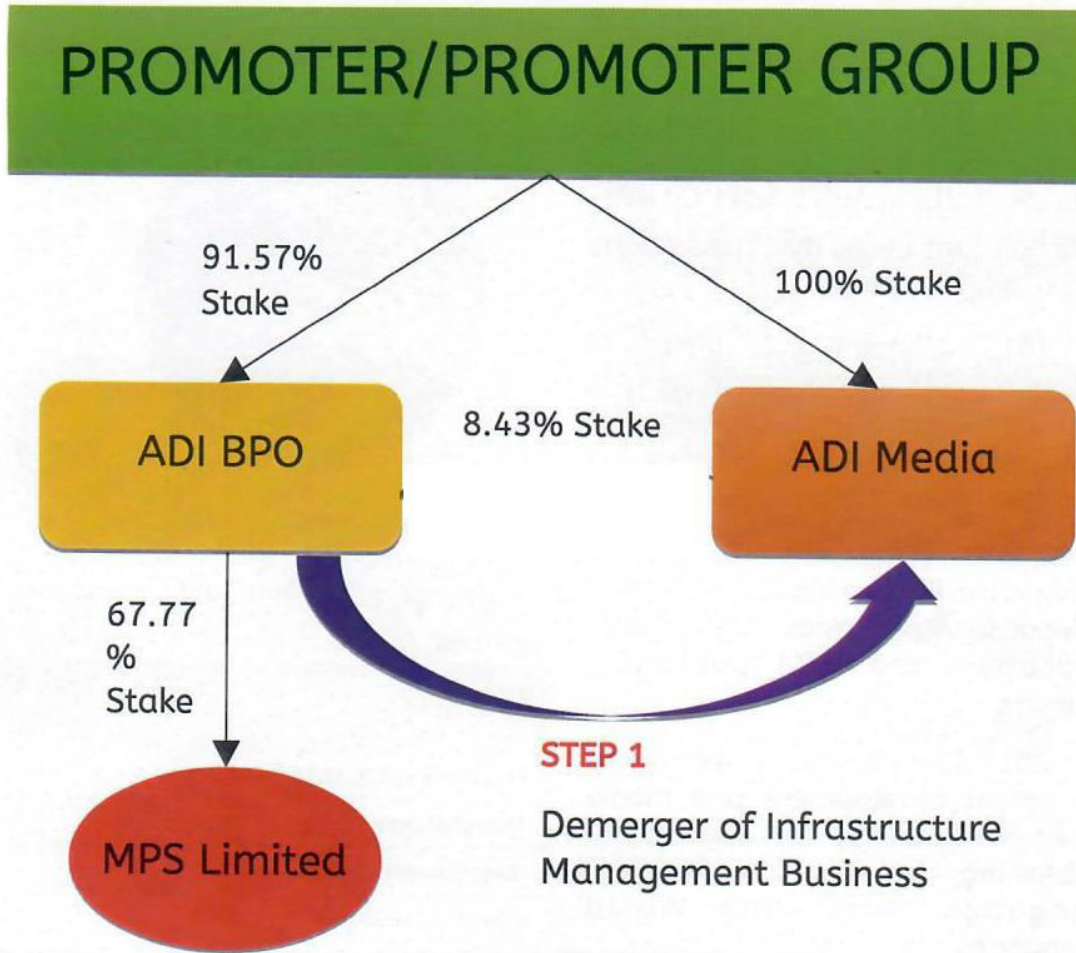 PROMOTER/PROMOTER GROUP
91.57%
Stake
100% Stake
ADI BPO
8.43% Stake
ADI Media
67.77
%
Stake
STEP 1
Demerger of Infrastructure
Management Business
MPS Limited